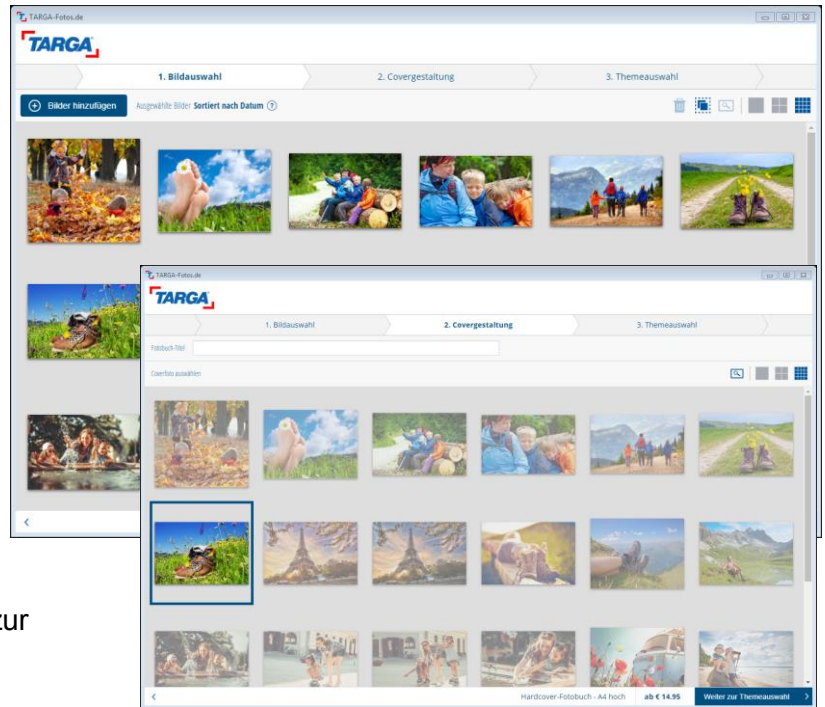 TARGA-Fotos.de
TARGA
1. Bildauswahl
2. Covergestaltung
3. Themeauswahl
Bilder hinzufügen
Ausgewählte Bilder Sortiert nach Datum ?
TARGA-Fotos.de
TARGA
1. Bildauswahl
2. Covergestaltung
3. Themeauswahl
Fotobuch-Titel
Coverfoto auswählen
zur
Hardcover-Fotobuch - A4 hoch
ab € 14.95
Weiter zur Themeauswahl